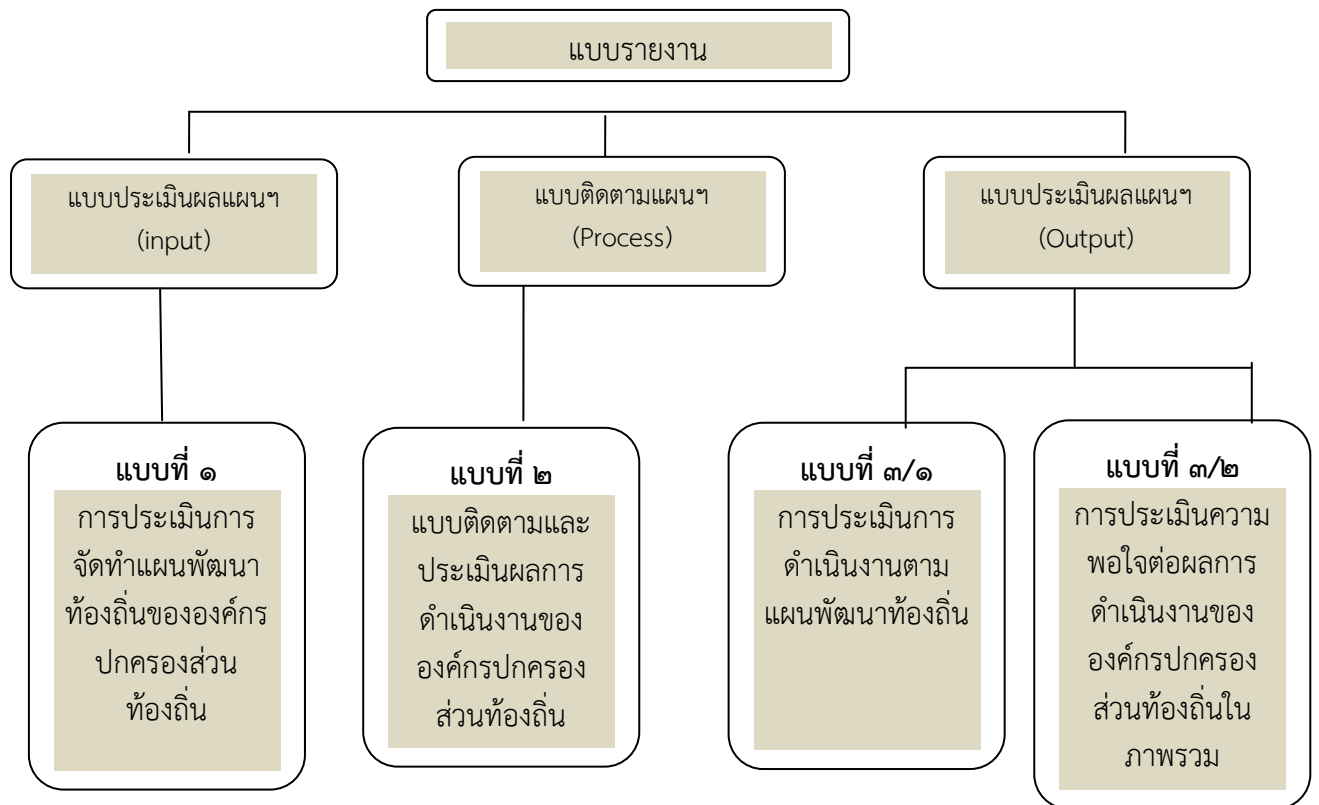 แบบรายงาน
แบบประเมินผลแผนฯ
(input)
แบบติดตามแผนฯ
(Process)
แบบประเมินผลแผนฯ
(Output)
แบบที่ ๑
การประเมินการ
จัดทำแผนพัฒนา
ท้องถิ่นขององค์กร
ปกครองส่วน
ท้องถิ่น
แบบที่ ๒
แบบติดตามและ
ประเมินผลการ
ดำเนินงานของ
องค์กรปกครอง
ส่วนท้องถิ่น
แบบที่ ๓/๑
การประเมินการ
ดำเนินงานตาม
แผนพัฒนาท้องถิ่น
แบบที่ ๓/๒
การประเมินความ
พอใจต่อผลการ
ดำเนินงานของ
องค์กรปกครอง
ส่วนท้องถิ่นใน
ภาพรวม